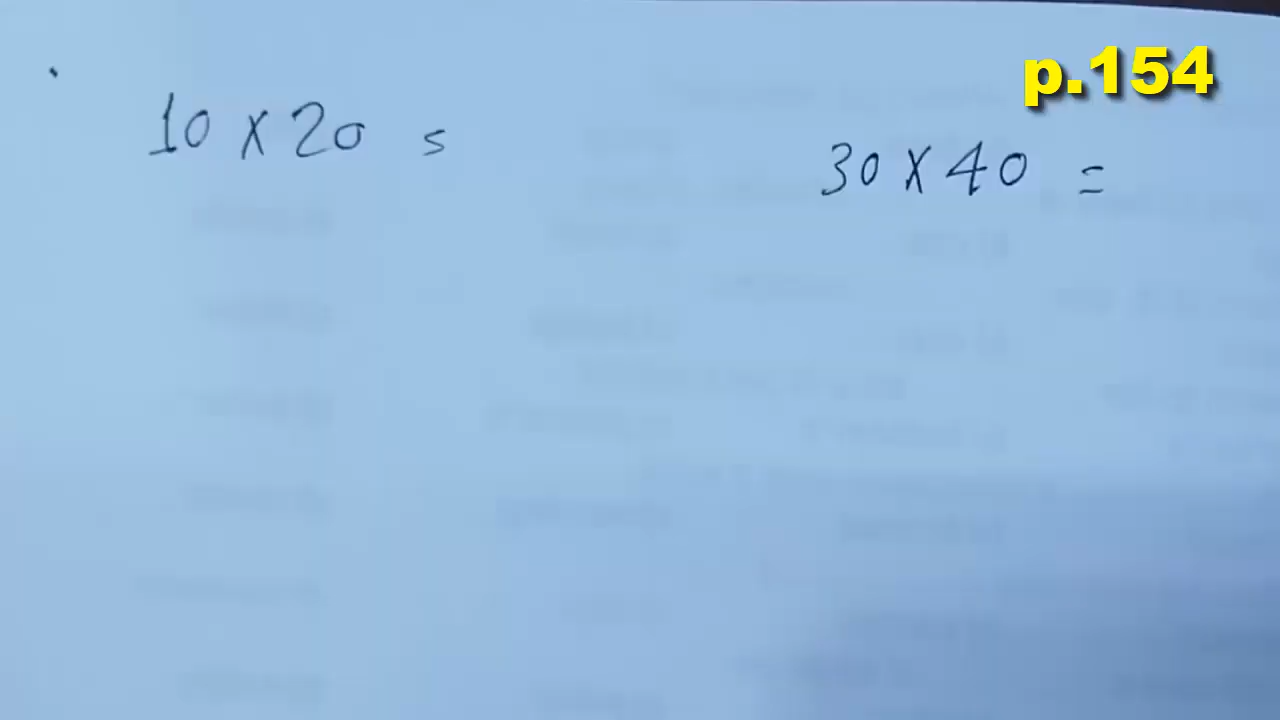 p.154
10 x 20 =
30 x 40 =